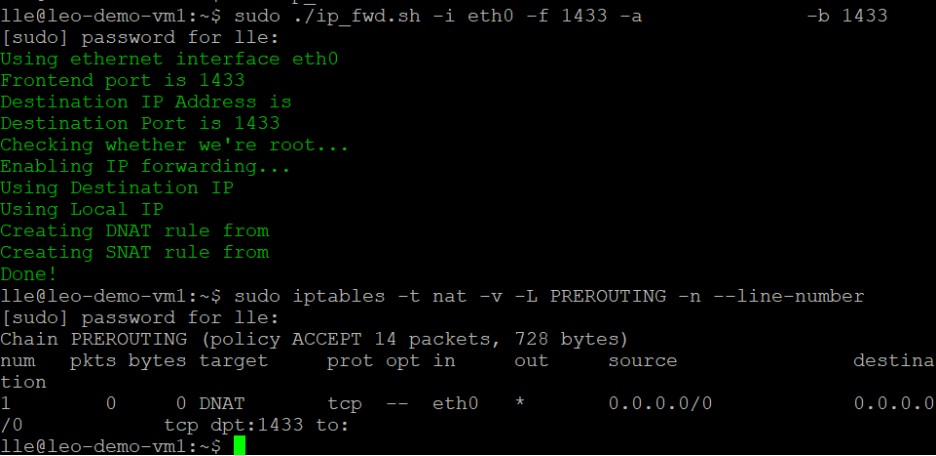 lle@leo-demo-vm1:~$ sudo ./ip_fwd.sh -i eth0 -f 1433 -a -b 1433
[sudo] password for lle:
Using ethernet interface eth0
Frontend port is 1433
Destination IP Address is
Destination Port is 1433
Checking whether we're root...
Enabling IP forwarding...
Using Destination IP
Using Local IP
Creating DNAT rule from
Creating SNAT rule from
Done!
lle@leo-demo-vm1:~$ sudo iptables -t nat -v -L PREROUTING -n --line-number
[sudo] password for lle:
Chain PREROUTING (policy ACCEPT 14 packets, 728 bytes)
num pkts bytes target prot opt in out source destina
tion
1 0 0 DNAT tcp -- eth0 * 0.0.0.0/0 0.0.0.0
/0 tcp dpt:1433 to:
lle@leo-demo-vm1:~$